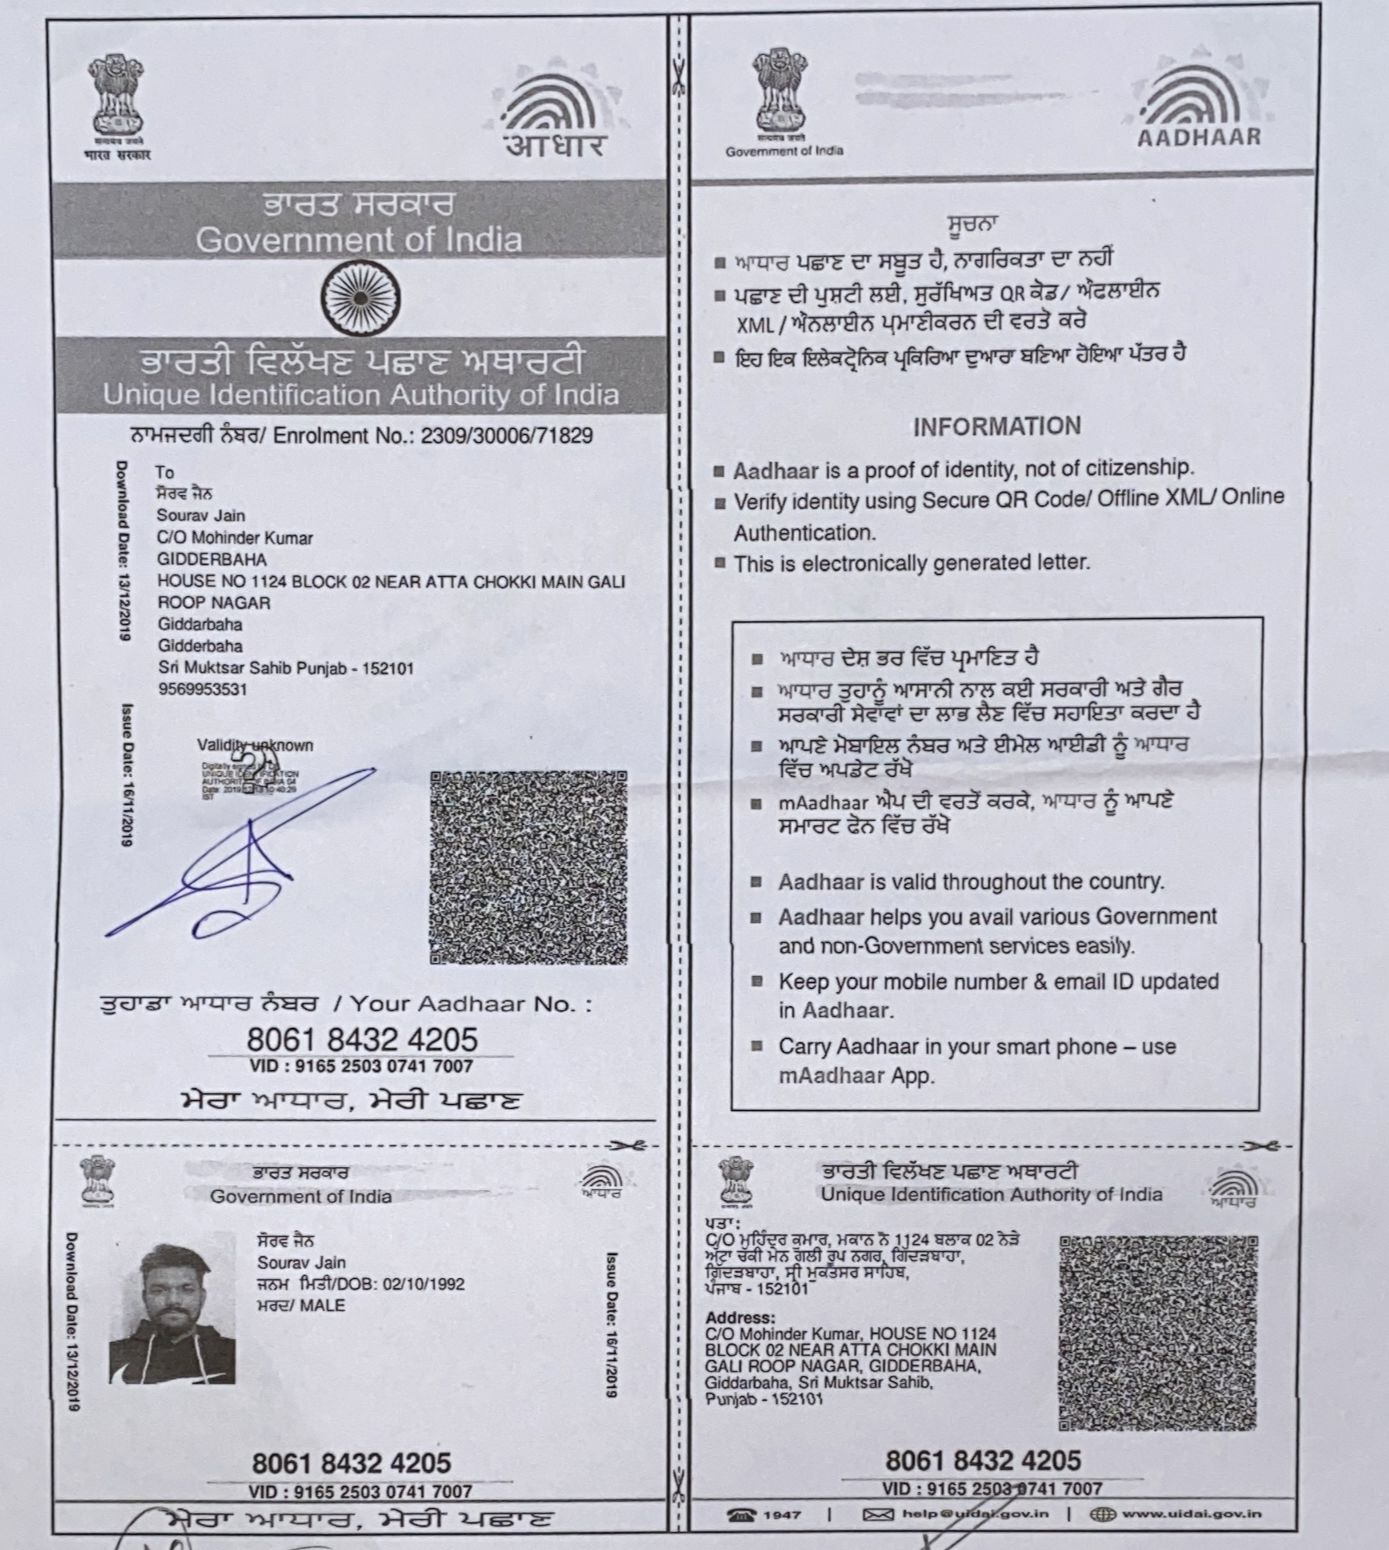 सत्यमेव जयते
भारत सरकार
आधार
ਭਾਰਤ ਸਰਕਾਰ
Government of India
ਭਾਰਤੀ ਵਿਲੱਖਣ ਪਛਾਣ ਅਥਾਰਟੀ
Unique Identification Authority of India
ਨਾਮਜਦਗੀ ਨੰਬਰ/ Enrolment No.: 2309/30006/71829
Download Date: 13/12/2019
Issue Date: 16/11/2019
To
ਸੌਰਵ ਜੈਨ
Sourav Jain
C/O Mohinder Kumar
GIDDERBAHA
HOUSE NO 1124 BLOCK 02 NEAR ATTA CHOKKI MAIN GALI
ROOP NAGAR
Giddarbaha
Gidderbaha
Sri Muktsar Sahib Punjab - 152101
9569953531
Validity unknown
Digitally signed by
UNIQUE IDENTIFICATION
AUTHORITY OF INDIA 04
IST
ਤੁਹਾਡਾ ਆਧਾਰ ਨੰਬਰ / Your Aadhaar No. :
8061 8432 4205
VID : 9165 2503 0741 7007
ਮੇਰਾ ਆਧਾਰ, ਮੇਰੀ ਪਛਾਣ
Government of India
AADHAAR
ਸੂਚਨਾ
■ ਆਧਾਰ ਪਛਾਣ ਦਾ ਸਬੂਤ ਹੈ, ਨਾਗਰਿਕਤਾ ਦਾ ਨਹੀਂ
■ ਪਛਾਣ ਦੀ ਪੁਸ਼ਟੀ ਲਈ, ਸੁਰੱਖਿਅਤ QR ਕੋਡ/ ਔਫਲਾਈਨ
XML / ਔਨਲਾਈਨ ਪ੍ਰਮਾਣੀਕਰਨ ਦੀ ਵਰਤੋ ਕਰੋ
■ ਇਹ ਇਕ ਇਲੇਕਟ੍ਰੋਨਿਕ ਪ੍ਰਕਿਰਿਆ ਦੁਆਰਾ ਬਣਿਆ ਹੋਇਆ ਪੱਤਰ ਹੈ
INFORMATION
■ Aadhaar is a proof of identity, not of citizenship.
■ Verify identity using Secure QR Code/ Offline XML/ Online
Authentication.
■ This is electronically generated letter.
■ ਆਧਾਰ ਦੇਸ਼ ਭਰ ਵਿੱਚ ਪ੍ਰਮਾਣਿਤ ਹੈ
■ ਆਧਾਰ ਤੁਹਾਨੂੰ ਆਸਾਨੀ ਨਾਲ ਕਈ ਸਰਕਾਰੀ ਅਤੇ ਗੈਰ
ਸਰਕਾਰੀ ਸੇਵਾਵਾਂ ਦਾ ਲਾਭ ਲੈਣ ਵਿੱਚ ਸਹਾਇਤਾ ਕਰਦਾ ਹੈ
■ ਆਪਣੇ ਮੋਬਾਇਲ ਨੰਬਰ ਅਤੇ ਈਮੇਲ ਆਈਡੀ ਨੂੰ ਆਧਾਰ
ਵਿੱਚ ਅਪਡੇਟ ਰੱਖੋ
■ mAadhaar ਐਪ ਦੀ ਵਰਤੋਂ ਕਰਕੇ, ਆਧਾਰ ਨੂੰ ਆਪਣੇ
ਸਮਾਰਟ ਫੋਨ ਵਿੱਚ ਰੱਖੋ
■ Aadhaar is valid throughout the country.
■ Aadhaar helps you avail various Government
and non-Government services easily.
■ Keep your mobile number & email ID updated
in Aadhaar.
■ Carry Aadhaar in your smart phone – use
mAadhaar App.
ਭਾਰਤ ਸਰਕਾਰ
Government of India
ਆਧਾਰ
Download Date: 13/12/2019
ਸੌਰਵ ਜੈਨ
Sourav Jain
ਜਨਮ ਮਿਤੀ/DOB: 02/10/1992
ਮਰਦ/ MALE
Issue Date: 16/11/2019
8061 8432 4205
VID : 9165 2503 0741 7007
ਮੇਰਾ ਆਧਾਰ, ਮੇਰੀ ਪਛਾਣ
ਭਾਰਤੀ ਵਿਲੱਖਣ ਪਛਾਣ ਅਥਾਰਟੀ
Unique Identification Authority of India
ਆਧਾਰ
ਪਤਾ:
C/O ਮੁਹਿੰਦਰ ਕੁਮਾਰ, ਮਕਾਨ ਨੰ 1124 ਬਲਾਕ 02 ਨੇੜੇ
ਆੱਟਾ ਚੱਕੀ ਮੇਨ ਗਲੀ ਰੂਪ ਨਗਰ, ਗਿੱਦੜਬਾਹਾ,
ਗਿੱਦੜਬਾਹਾ, ਸ੍ਰੀ ਮੁਕਤਸਰ ਸਾਹਿਬ,
ਪੰਜਾਬ - 152101
Address:
C/O Mohinder Kumar, HOUSE NO 1124
BLOCK 02 NEAR ATTA CHOKKI MAIN
GALI ROOP NAGAR, GIDDERBAHA,
Giddarbaha, Sri Muktsar Sahib,
Punjab - 152101
8061 8432 4205
VID : 9165 2503 0741 7007
1947 | help@uidai.gov.in | www.uidai.gov.in